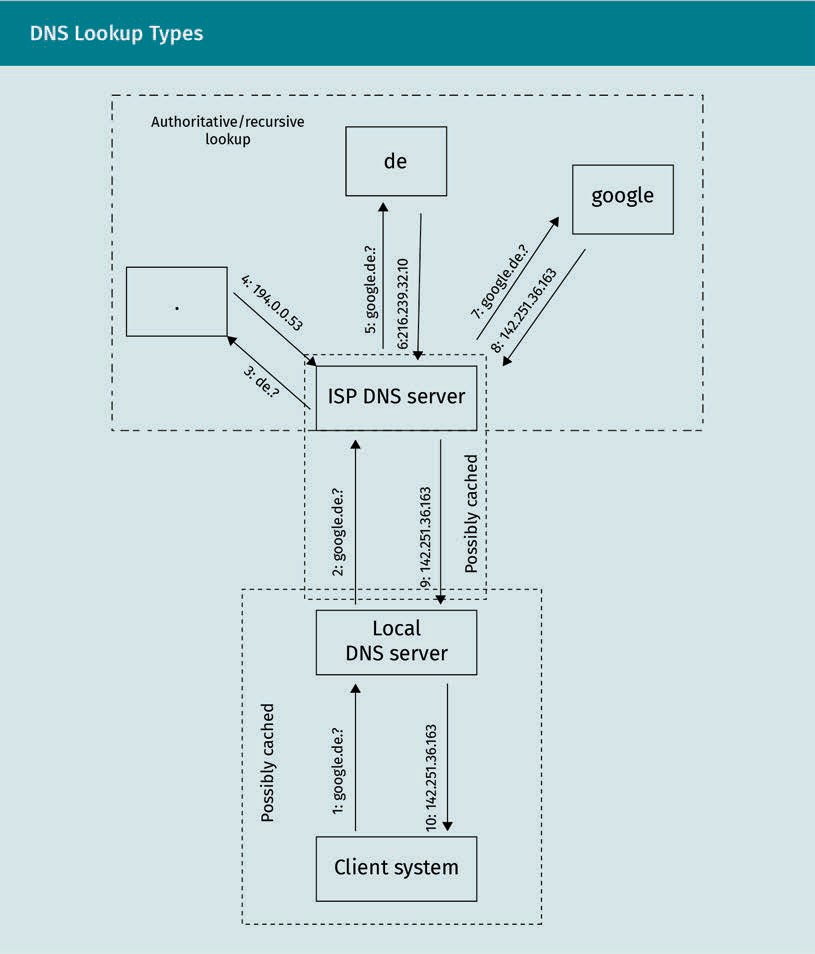 DNS Lookup Types
Authoritative/recursive
lookup
de
google
.
4: 194.0.0.53
3: de.?
5: google.de.?
6:216.239.32.10
7: google.de.?
8: 142.251.36.163
ISP DNS server
2: google.de.?
9: 142.251.36.163
Possibly cached
Local
DNS server
Possibly cached
1: google.de.?
10: 142.251.36.163
Client system